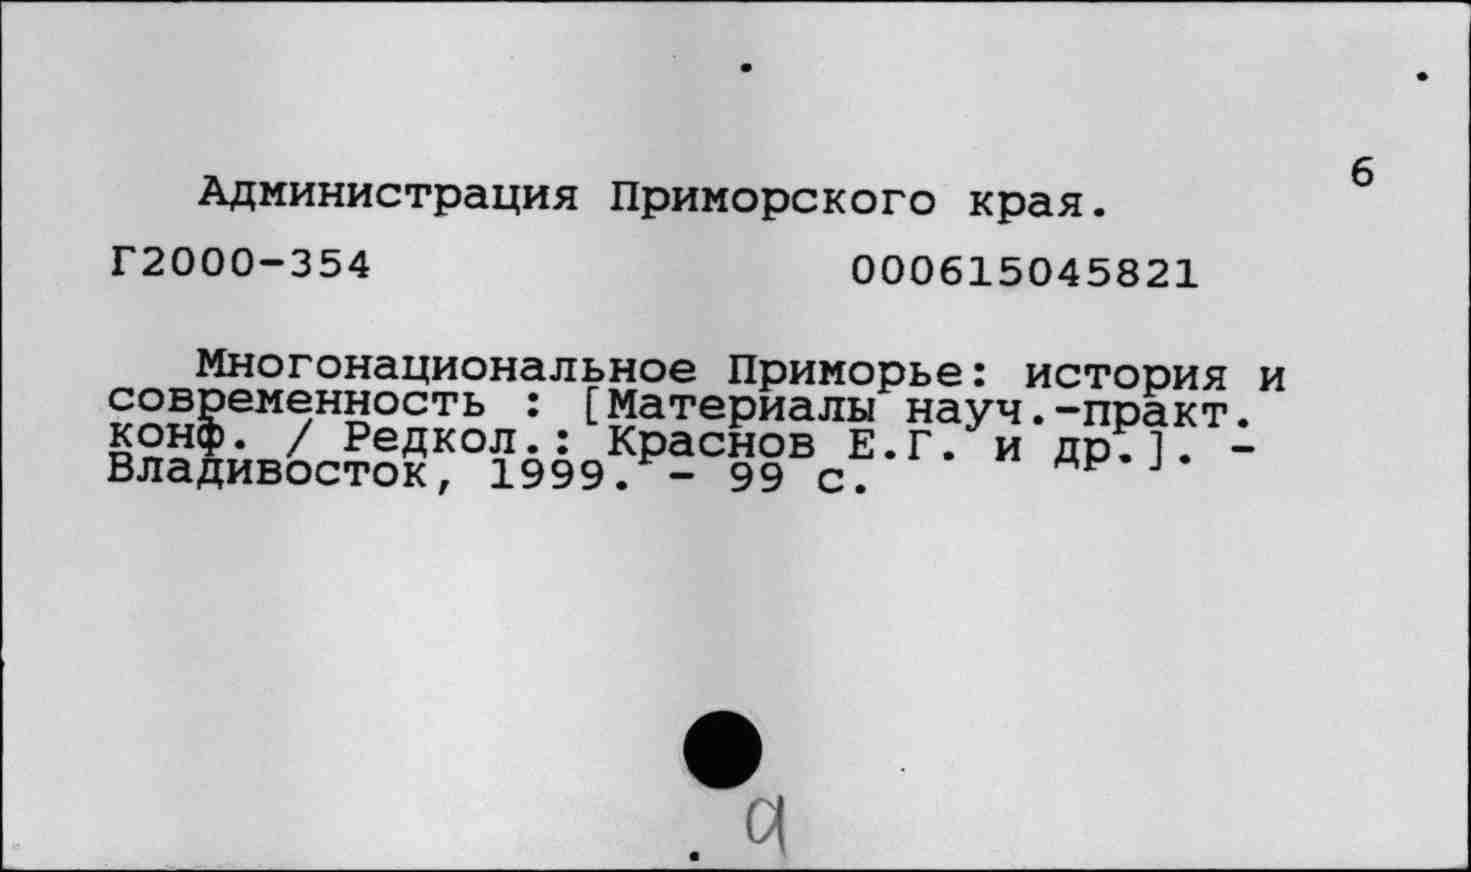 6
Администрация Приморского края.
Г2000-354 000615045821
Многонациональное Приморье: история и
современность : [Материалы науч.-практ.
конф. / Редкол.: Краснов Е.Г. и др.]. -
Владивосток, 1999. - 99 с.